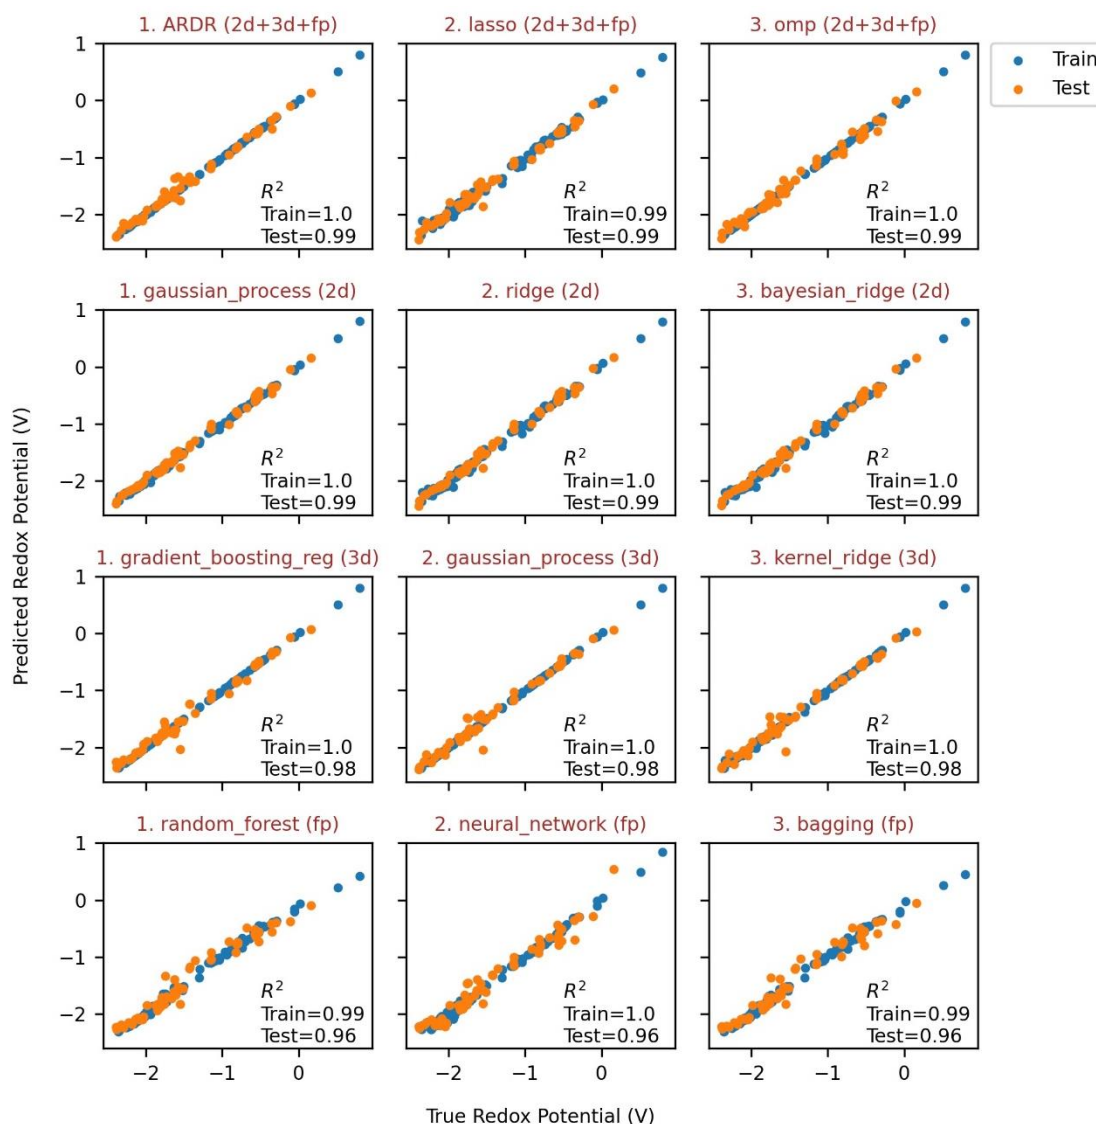 1. ARDR (2d+3d+fp) 2. lasso (2d+3d+fp) 3. omp (2d+3d+fp)
1 Train
0 Test
−1
R² R² R²
Train=1.0 Train=0.99 Train=1.0
−2
Test=0.99 Test=0.99 Test=0.99
1. gaussian_process (2d) 2. ridge (2d) 3. bayesian_ridge (2d)
1
0
−1
R² R² R²
Train=1.0 Train=1.0 Train=1.0
−2
Test=0.99 Test=0.99 Test=0.99
Predicted Redox Potential (V)
1. gradient_boosting_reg (3d) 2. gaussian_process (3d) 3. kernel_ridge (3d)
1
0
−1
R² R² R²
Train=1.0 Train=1.0 Train=1.0
−2
Test=0.98 Test=0.98 Test=0.98
1. random_forest (fp) 2. neural_network (fp) 3. bagging (fp)
1
0
−1
R² R² R²
Train=0.99 Train=1.0 Train=0.99
−2
Test=0.96 Test=0.96 Test=0.96
−2 −1 0 −2 −1 0 −2 −1 0
True Redox Potential (V)